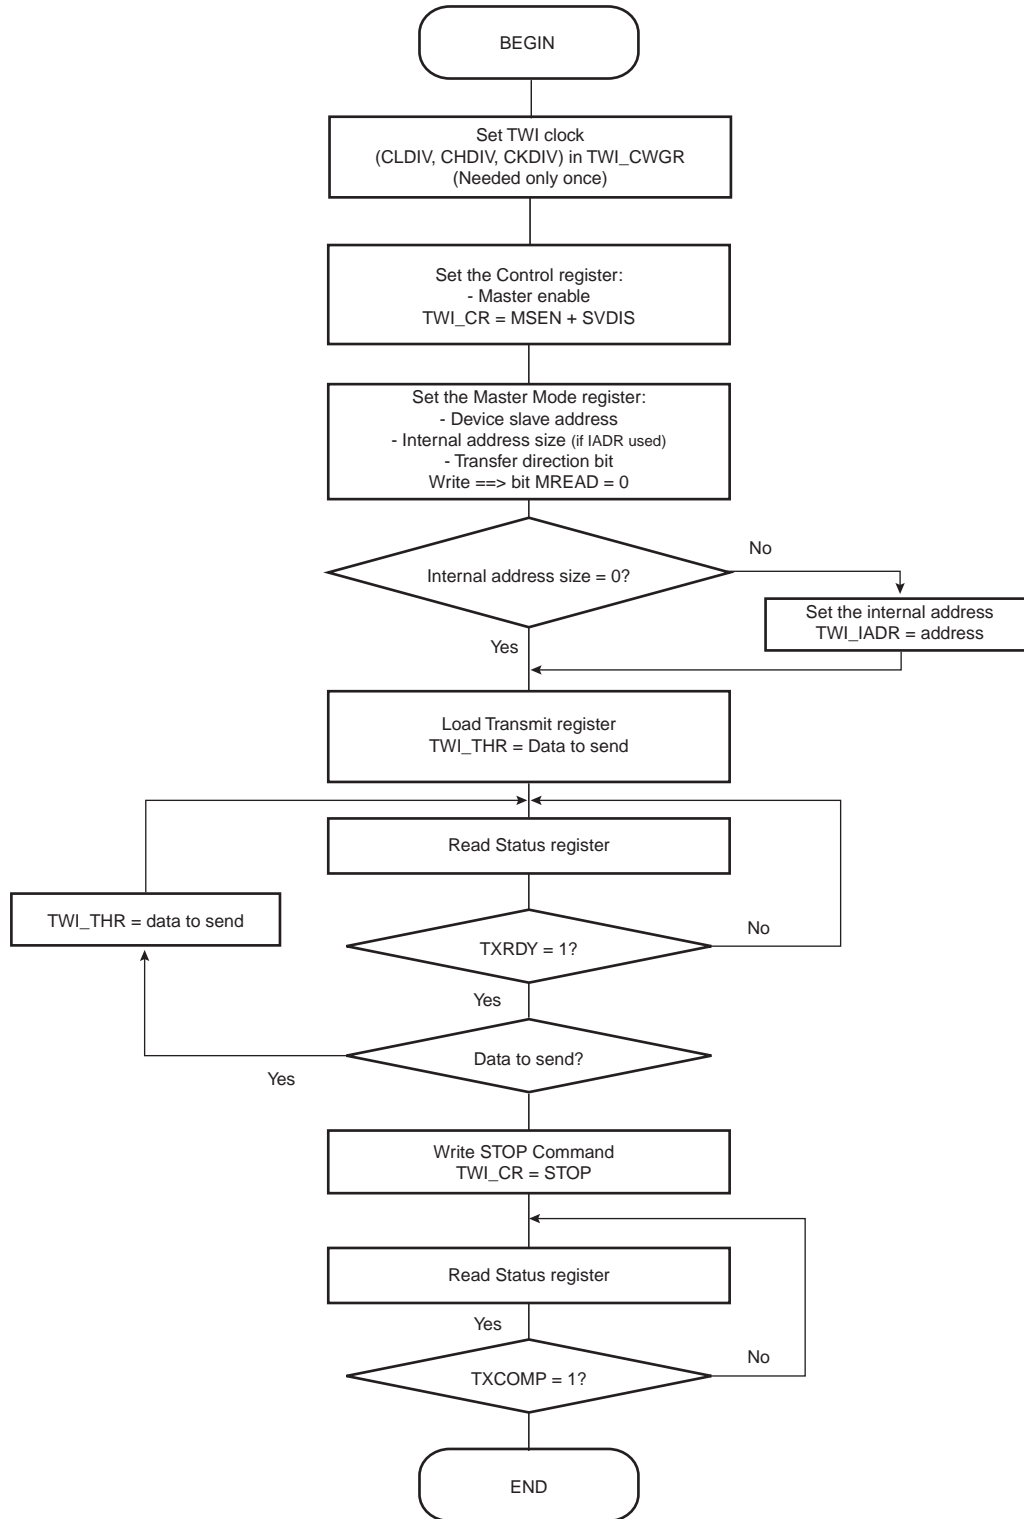 BEGIN
Set TWI clock
(CLDIV, CHDIV, CKDIV) in TWI_CWGR
(Needed only once)
Set the Control register:
- Master enable
TWI_CR = MSEN + SVDIS
Set the Master Mode register:
- Device slave address
- Internal address size (if IADR used)
- Transfer direction bit
Write ==> bit MREAD = 0
No
Internal address size = 0?
Set the internal address
TWI_IADR = address
Yes
Load Transmit register
TWI_THR = Data to send
Read Status register
TWI_THR = data to send
No
TXRDY = 1?
Yes
Data to send?
Yes
Write STOP Command
TWI_CR = STOP
Read Status register
Yes
No
TXCOMP = 1?
END